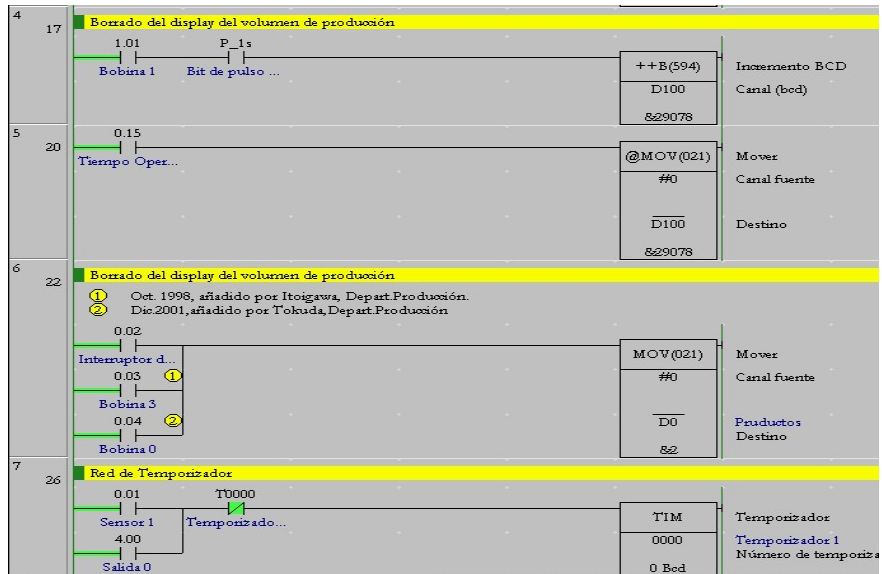 4
17
Borrado del display del volumen de producción
1.01
P_1s
Bobina 1
Bit de pulso ...
++B(594)
Incremento BCD
D100
Canal (bcd)
&29078
5
20
0.15
Tiempo Oper...
@MOV(021)
Mover
#0
Canal fuente
D100
Destino
&29078
6
22
Borrado del display del volumen de producción
1 Oct. 1998, añadido por Itoigawa, Depart.Producción.
2 Dic.2001,añadido por Tokuda,Depart.Producción
0.02
Interruptor d...
MOV(021)
Mover
0.03 1
#0
Canal fuente
Bobina 3
0.04 2
D0
Pruductos
Destino
Bobina 0
&2
7
26
Red de Temporizador
0.01
T0000
Sensor 1
Temporizado...
TIM
Temporizador
4.00
0000
Temporizador 1
Número de temporiza
Salida 0
0 Bcd